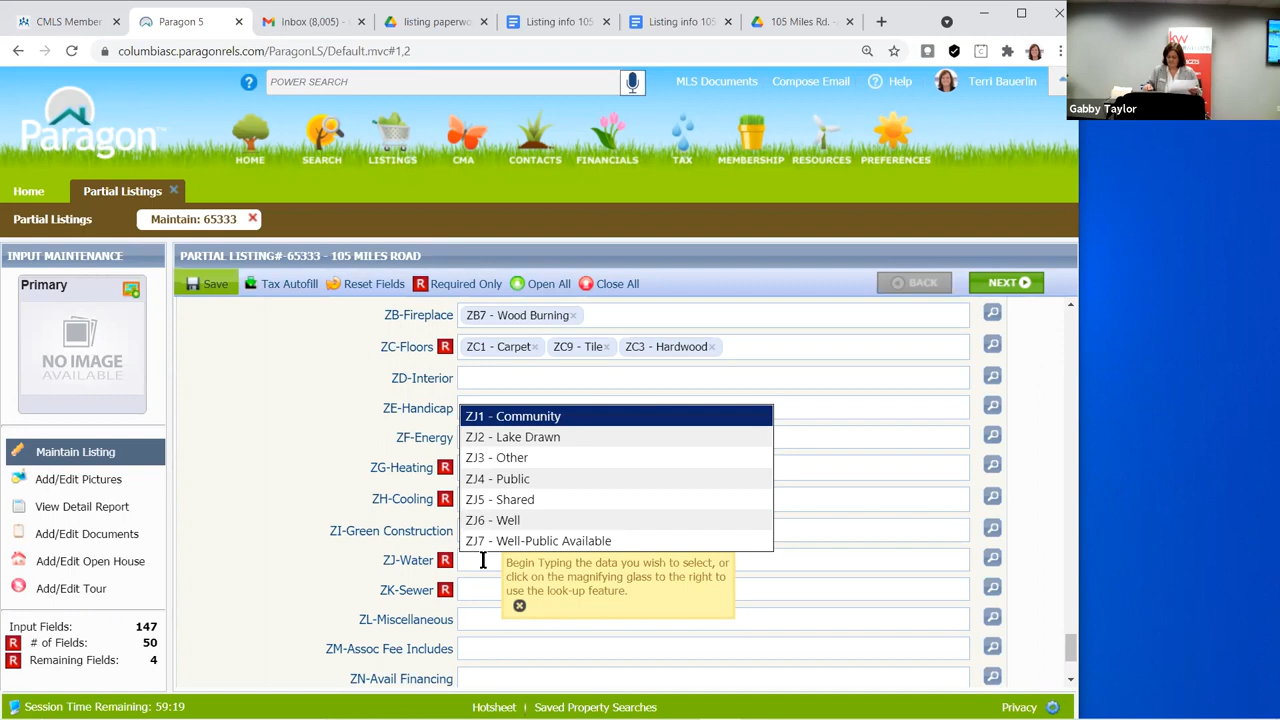 CMLS Member
Paragon 5
Inbox (8,005) -
listing paperw
Listing info 105
Listing info 105
105 Miles Rd. -
columbiasc.paragonrels.com/ParagonLS/Default.mvc#1,2
kw
Gabby Taylor
Paragon
POWER SEARCH
MLS Documents
Compose Email
Help
Terri Bauerlin
HOME
SEARCH
LISTINGS
CMA
CONTACTS
FINANCIALS
TAX
MEMBERSHIP
RESOURCES
PREFERENCES
Home
Partial Listings
Partial Listings
Maintain: 65333
INPUT MAINTENANCE
Primary
NO IMAGE
AVAILABLE
Maintain Listing
Add/Edit Pictures
View Detail Report
Add/Edit Documents
Add/Edit Open House
Add/Edit Tour
Input Fields: 147
R # of Fields: 50
R Remaining Fields: 4
PARTIAL LISTING#-65333 - 105 MILES ROAD
Save
Tax Autofill
Reset Fields
R Required Only
Open All
Close All
BACK
NEXT
ZB-Fireplace ZB7 - Wood Burning×
ZC-Floors R ZC1 - Carpet× ZC9 - Tile× ZC3 - Hardwood×
ZD-Interior
ZE-Handicap
ZF-Energy
ZG-Heating R
ZH-Cooling R
ZI-Green Construction
ZJ-Water R
ZK-Sewer R
ZL-Miscellaneous
ZM-Assoc Fee Includes
ZN-Avail Financing
ZJ1 - Community
ZJ2 - Lake Drawn
ZJ3 - Other
ZJ4 - Public
ZJ5 - Shared
ZJ6 - Well
ZJ7 - Well-Public Available
Begin Typing the data you wish to select, or
click on the magnifying glass to the right to
use the look-up feature.
Session Time Remaining: 59:19
Hotsheet
Saved Property Searches
Privacy